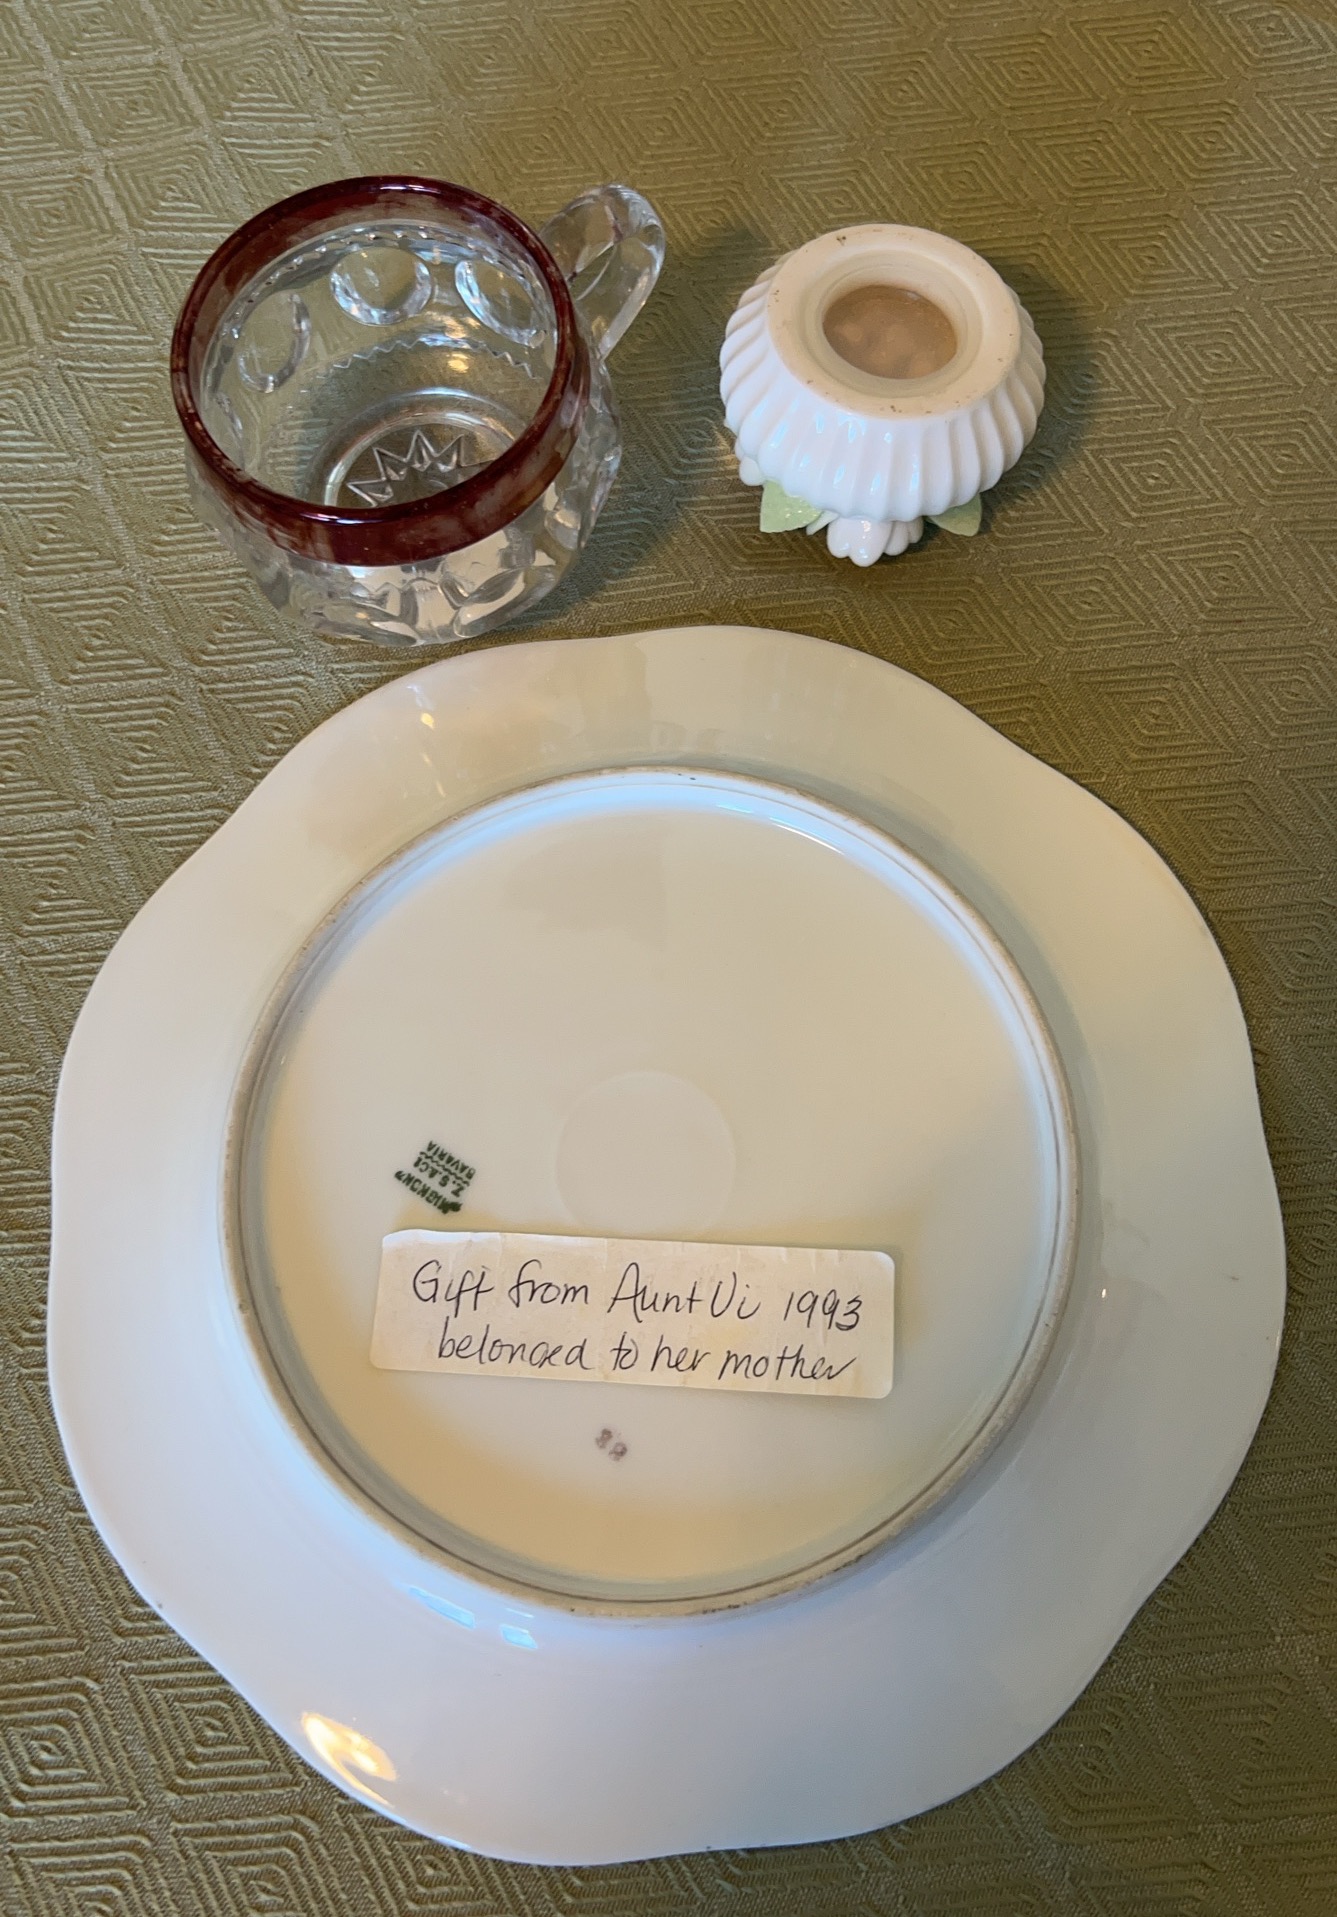 "MIGNON"
Z. S. & Cº
BAVARIA
Gift from Aunt Vi 1993
belonged to her mother